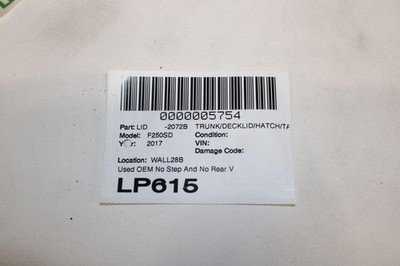 0000005754
Part: LID -2072B TRUNK/DECKLID/HATCH/TA
Model: F250SD Condition:
Year: 2017 VIN:
Damage Code:
Location: WALL28B
Used OEM No Step And No Rear V
LP615